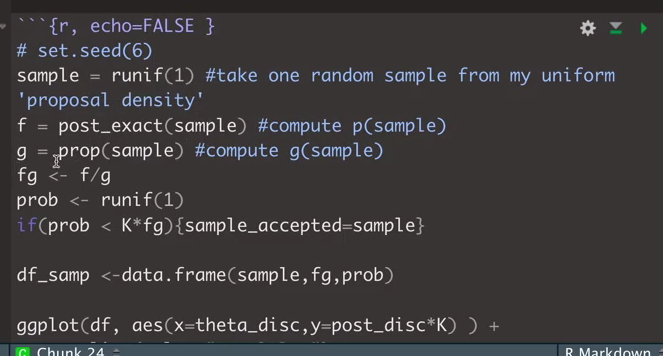 ```{r, echo=FALSE }
# set.seed(6)
sample = runif(1) #take one random sample from my uniform
'proposal density'
f = post_exact(sample) #compute p(sample)
g = prop(sample) #compute g(sample)
fg <- f/g
prob <- runif(1)
if(prob < K*fg){sample_accepted=sample}
df_samp <-data.frame(sample,fg,prob)
ggplot(df, aes(x=theta_disc,y=post_disc*K) ) +
C Chunk 24
R Markdown